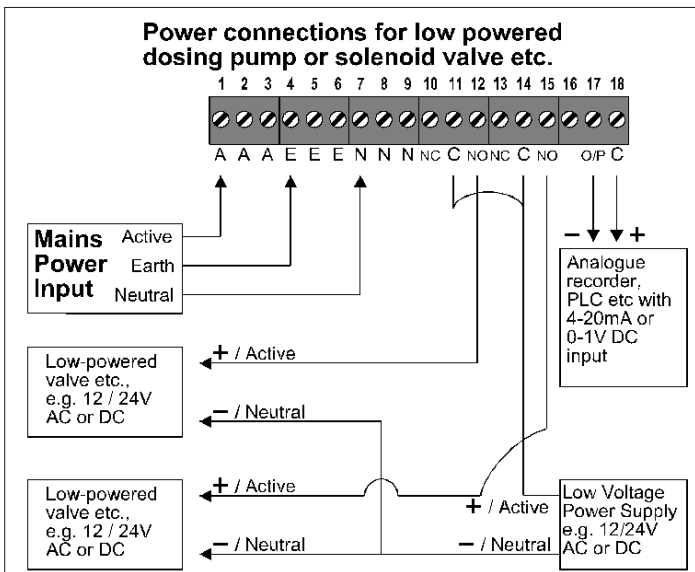 Power connections for low powered
dosing pump or solenoid valve etc.
1 2 3 4 5 6 7 8 9 10 11 12 13 14 15 16 17 18
A A A E E E N N N NC C NO NC C NO O/P C
Mains
Power
Input
Active
Earth
Neutral
− +
Analogue
recorder,
PLC etc with
4-20mA or
0-1V DC
input
Low-powered
valve etc.,
e.g. 12 / 24V
AC or DC
+ / Active
− / Neutral
Low-powered
valve etc.,
e.g. 12 / 24V
AC or DC
+ / Active
− / Neutral
+ / Active
− / Neutral
Low Voltage
Power Supply
e.g. 12/24V
AC or DC